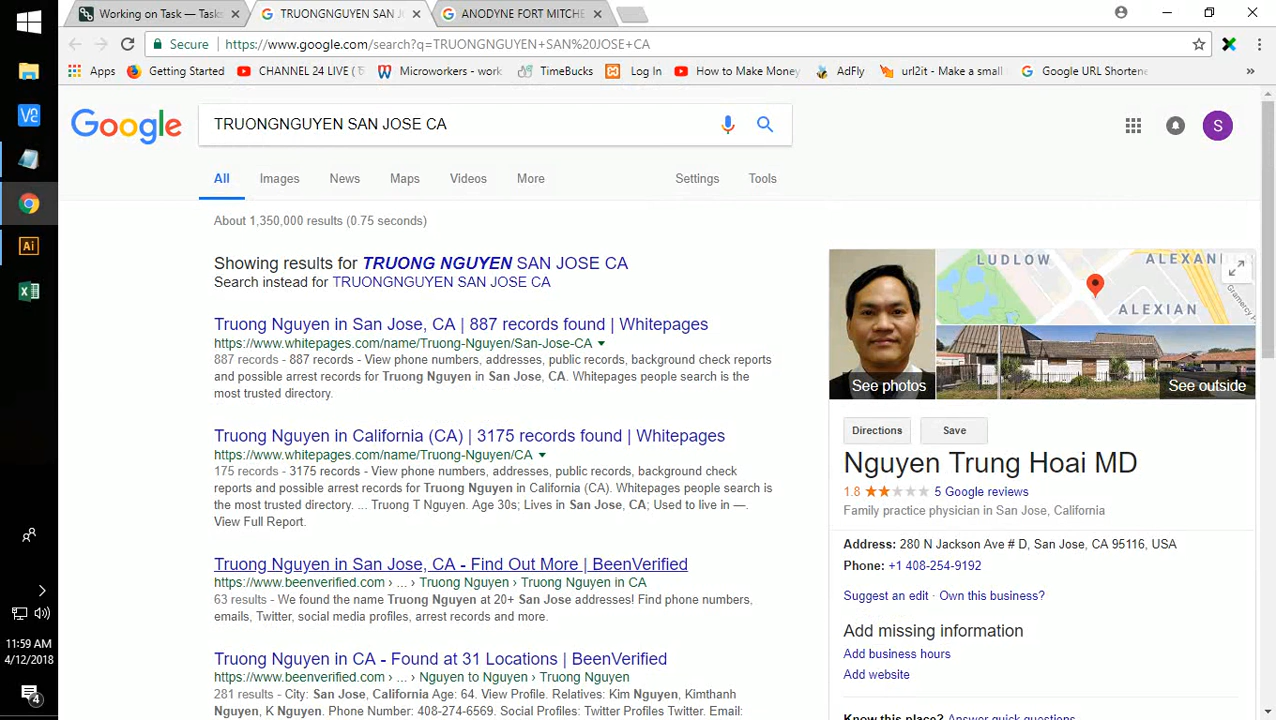 Working on Task — Tasks
TRUONGNGUYEN SAN J
ANODYNE FORT MITCHE
Secure
https://www.google.com/search?q=TRUONGNGUYEN+SAN%20JOSE+CA
Apps
Getting Started
CHANNEL 24 LIVE (
Microworkers - work
TimeBucks
Log In
How to Make Money
AdFly
url2it - Make a small
Google URL Shortene
»
Google
TRUONGNGUYEN SAN JOSE CA
S
All Images News Maps Videos More Settings Tools
About 1,350,000 results (0.75 seconds)
Showing results for TRUONG NGUYEN SAN JOSE CA
Search instead for TRUONGNGUYEN SAN JOSE CA
Truong Nguyen in San Jose, CA | 887 records found | Whitepages
https://www.whitepages.com/name/Truong-Nguyen/San-Jose-CA
887 records - 887 records - View phone numbers, addresses, public records, background check reports
and possible arrest records for Truong Nguyen in San Jose, CA. Whitepages people search is the
most trusted directory.
Truong Nguyen in California (CA) | 3175 records found | Whitepages
https://www.whitepages.com/name/Truong-Nguyen/CA
175 records - 3175 records - View phone numbers, addresses, public records, background check
reports and possible arrest records for Truong Nguyen in California (CA). Whitepages people search is
the most trusted directory. ... Truong T Nguyen. Age 30s; Lives in San Jose, CA; Used to live in —.
View Full Report.
Truong Nguyen in San Jose, CA - Find Out More | BeenVerified
https://www.beenverified.com › ... › Truong Nguyen › Truong Nguyen in CA
63 results - We found the name Truong Nguyen at 20+ San Jose addresses! Find phone numbers,
emails, Twitter, social media profiles, arrest records and more.
Truong Nguyen in CA - Found at 31 Locations | BeenVerified
https://www.beenverified.com › ... › Nguyen to Nguyen › Truong Nguyen
281 results - City: San Jose, California Age: 64. View Profile. Relatives: Kim Nguyen, Kimthanh
Nguyen, K Nguyen. Phone Number: 408-274-6569. Social Profiles: Twitter Profiles Twitter: Email:
LUDLOW
ALEXAN
ALEXIAN
Gramercy P
See photos
See outside
Directions
Save
Nguyen Trung Hoai MD
1.8 5 Google reviews
Family practice physician in San Jose, California
Address: 280 N Jackson Ave # D, San Jose, CA 95116, USA
Phone: +1 408-254-9192
Suggest an edit · Own this business?
Add missing information
Add business hours
Add website
Know this place? Answer quick questions
Ai
11:59 AM
4/12/2018
4